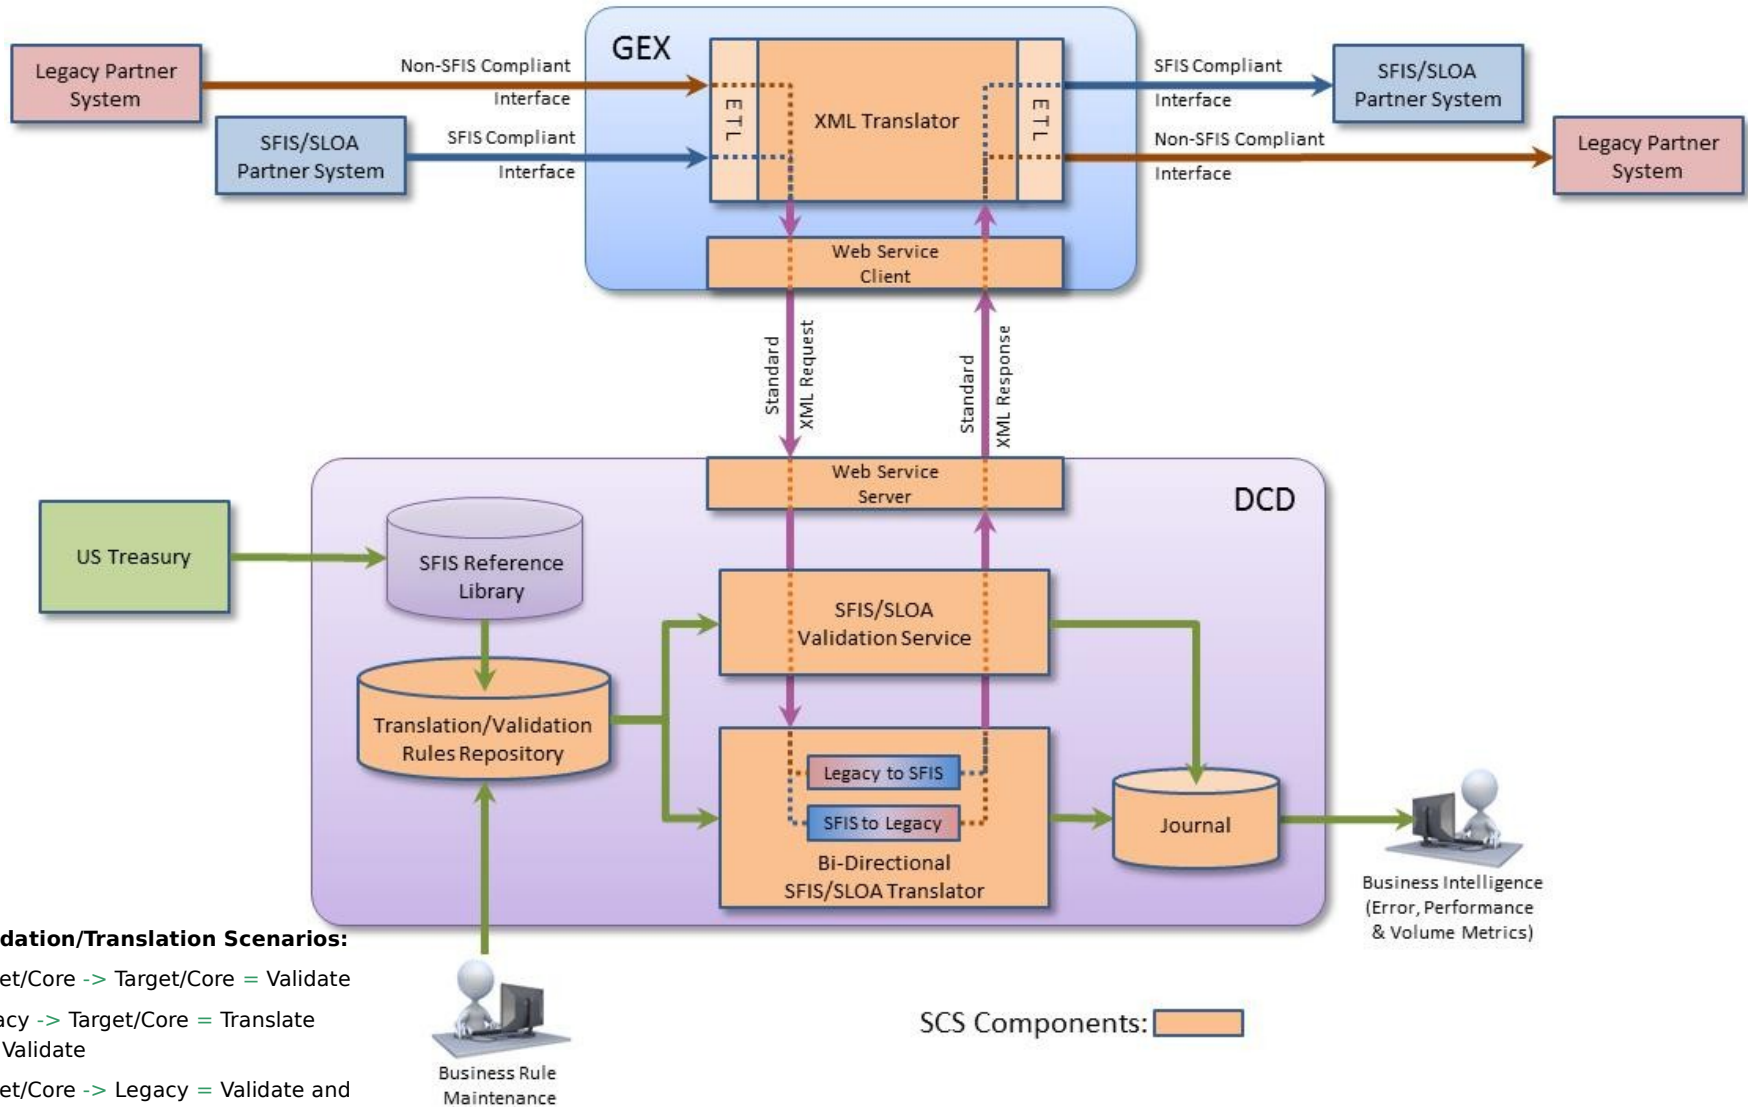 GEX
Legacy Partner
System
Non-SFIS Compliant
Interface
SFIS/SLOA
Partner System
SFIS Compliant
Interface
ETL
XML Translator
ETL
SFIS Compliant
Interface
SFIS/SLOA
Partner System
Non-SFIS Compliant
Interface
Legacy Partner
System
Web Service
Client
Standard
XML Request
Standard
XML Response
Web Service
Server
DCD
US Treasury
SFIS Reference
Library
SFIS/SLOA
Validation Service
Translation/Validation
Rules Repository
Legacy to SFIS
SFIS to Legacy
Bi-Directional
SFIS/SLOA Translator
Journal
Business Intelligence
(Error, Performance
& Volume Metrics)
dation/Translation Scenarios:
et/Core -> Target/Core = Validate
acy -> Target/Core = Translate
Validate
et/Core -> Legacy = Validate and
Business Rule
Maintenance
SCS Components: